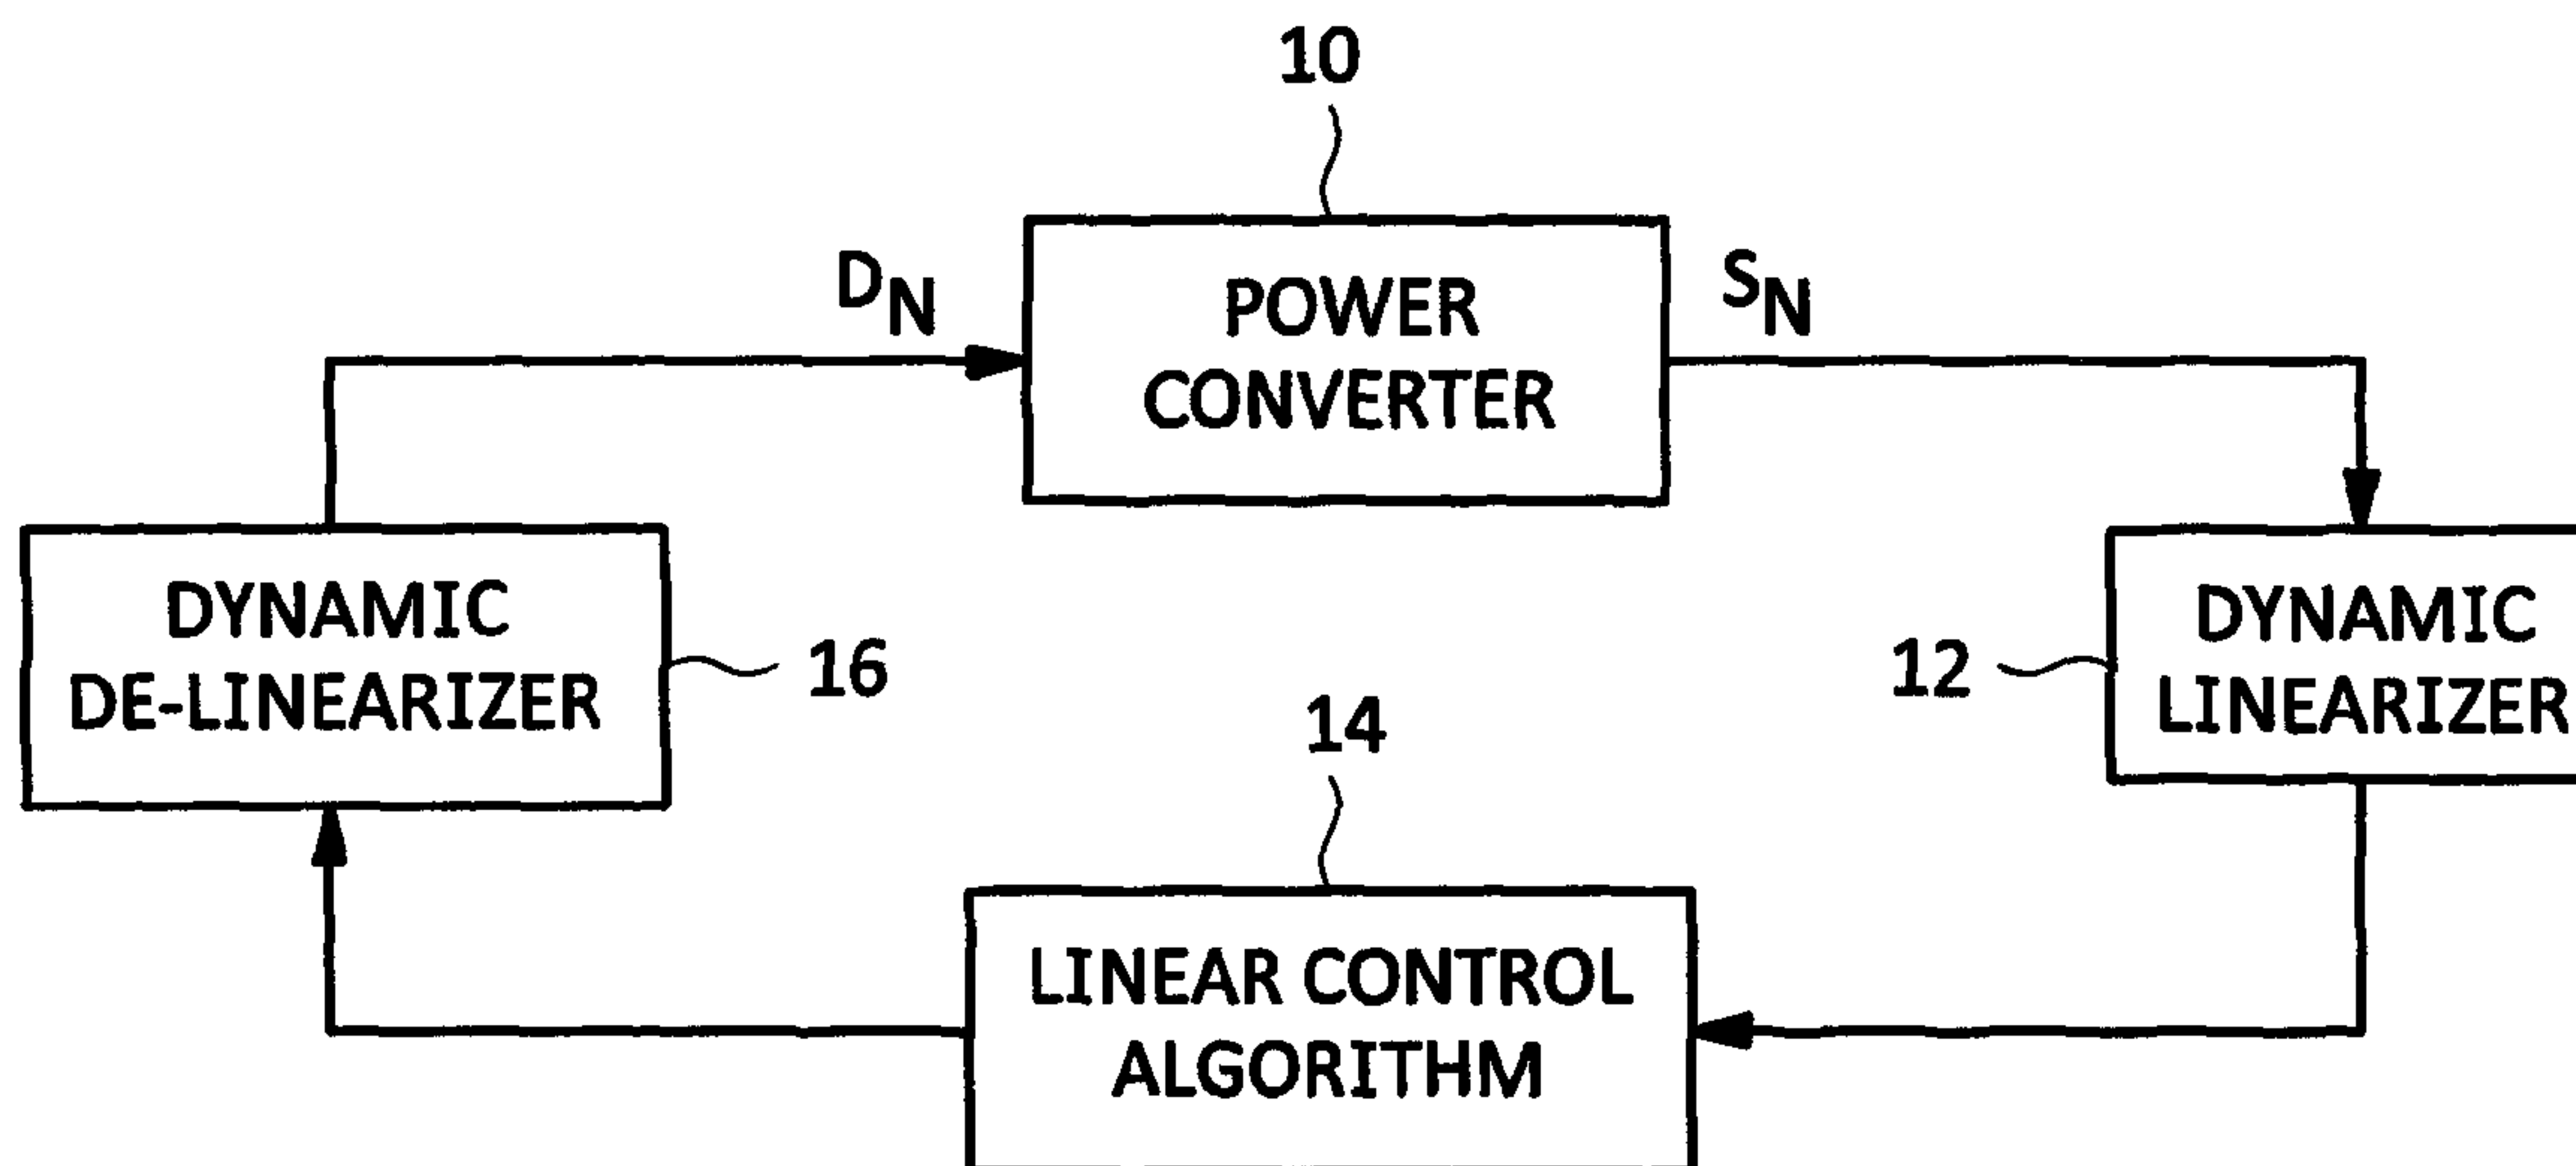 10
D_N
POWER
CONVERTER
S_N
DYNAMIC
DE-LINEARIZER
16
12
DYNAMIC
LINEARIZER
14
LINEAR CONTROL
ALGORITHM